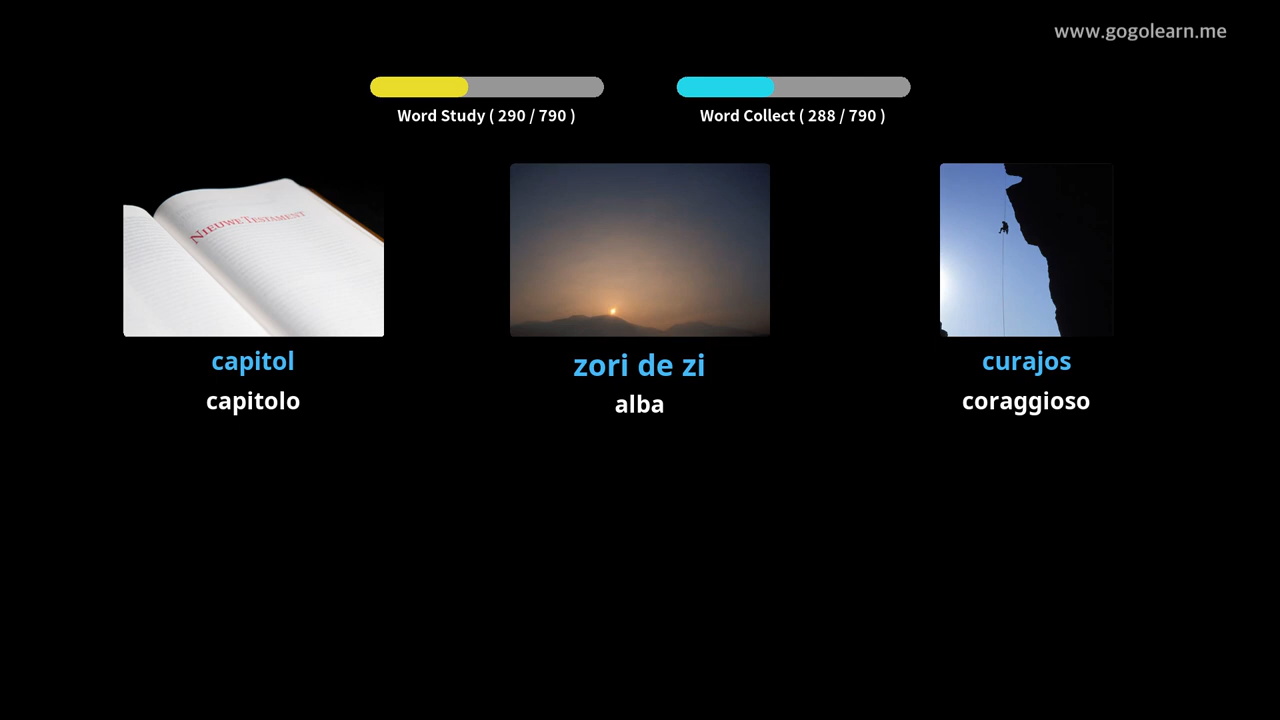 www.gogolearn.me
Word Study ( 290 / 790 )
Word Collect ( 288 / 790 )
NIEUWE TESTAMENT
capitol
capitolo
zori de zi
alba
curajos
coraggioso